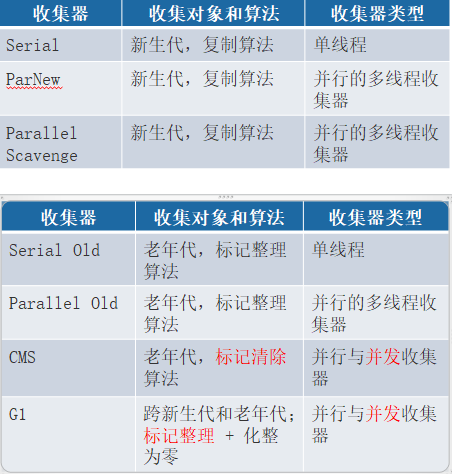 收集器 收集对象和算法 收集器类型
Serial 新生代，复制算法 单线程
ParNew 新生代，复制算法 并行的多线程收
集器
Parallel 新生代，复制算法 并行的多线程收
Scavenge 集器
收集器 收集对象和算法 收集器类型
Serial Old 老年代，标记整理 单线程
算法
Parallel Old 老年代，标记整理 并行的多线程收
算法 集器
CMS 老年代，标记清除 并行与并发收集
算法 器
G1 跨新生代和老年代； 并行与并发收集
标记整理 + 化整 器
为零